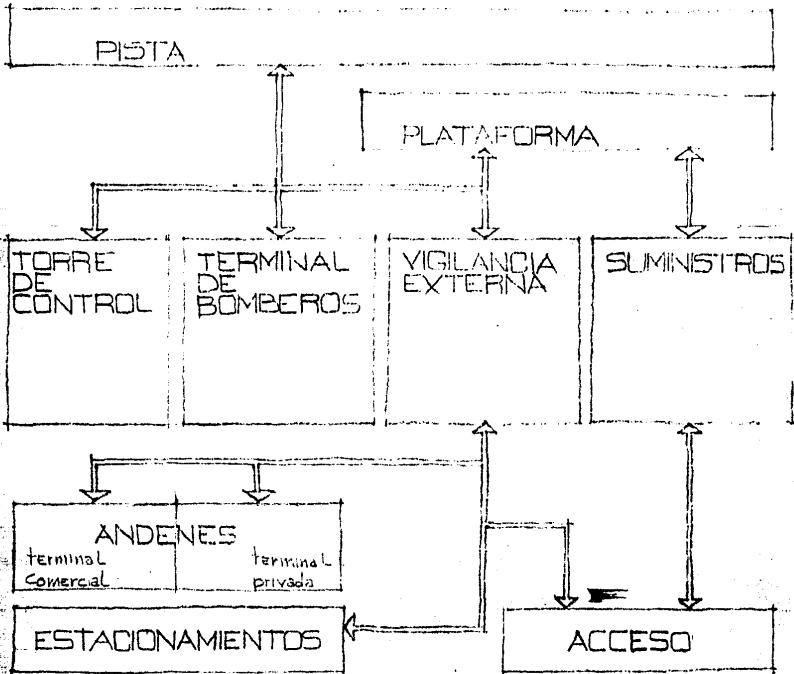 PISTA
PLATAFORMA
TORRE
DE
CONTROL
TERMINAL
DE
BOMBEROS
VIGILANCIA
EXTERNA
SUMINISTROS
ANDENES
terminal
Comercial
terminal
privada
ESTACIONAMIENTOS
ACCESO